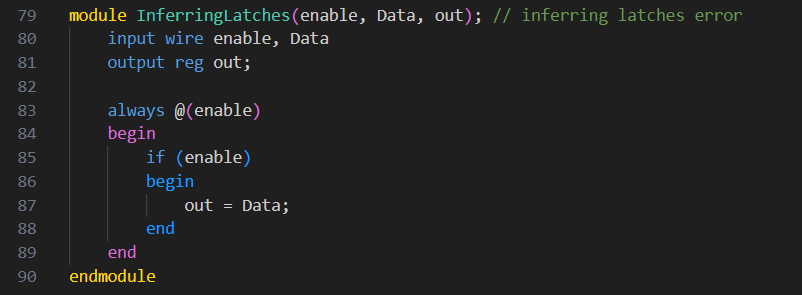 79 module InferringLatches(enable, Data, out); // inferring latches error
80 input wire enable, Data
81 output reg out;
82
83 always @(enable)
84 begin
85 if (enable)
86 begin
87 out = Data;
88 end
89 end
90 endmodule